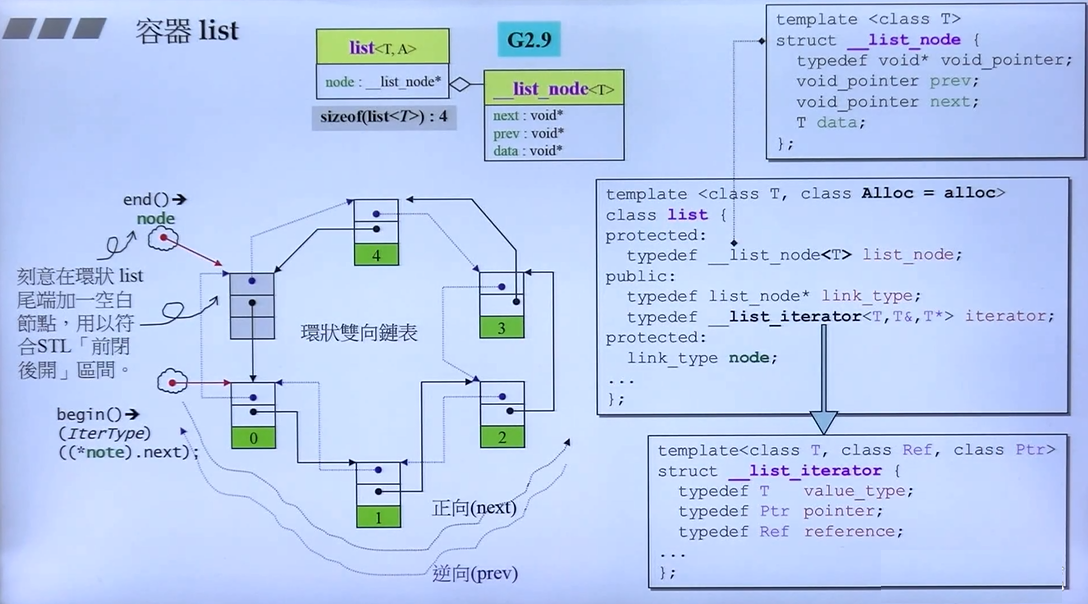 容器 list
G2.9
list<T, A>
node : __list_node*
sizeof(list<T>) : 4
__list_node<T>
next : void*
prev : void*
data : void*
template <class T>
struct __list_node {
typedef void* void_pointer;
void_pointer prev;
void_pointer next;
T data;
};
template <class T, class Alloc = alloc>
class list {
protected:
typedef __list_node<T> list_node;
public:
typedef list_node* link_type;
typedef __list_iterator<T,T&,T*> iterator;
protected:
link_type node;
...
};
template<class T, class Ref, class Ptr>
struct __list_iterator {
typedef T value_type;
typedef Ptr pointer;
typedef Ref reference;
...
};
end()→
node
刻意在環狀 list
尾端加一空白
節點，用以符
合STL「前閉
後開」區間。
begin()→
(IterType)
((*note).next);
環狀雙向鏈表
4
3
2
1
0
正向(next)
逆向(prev)